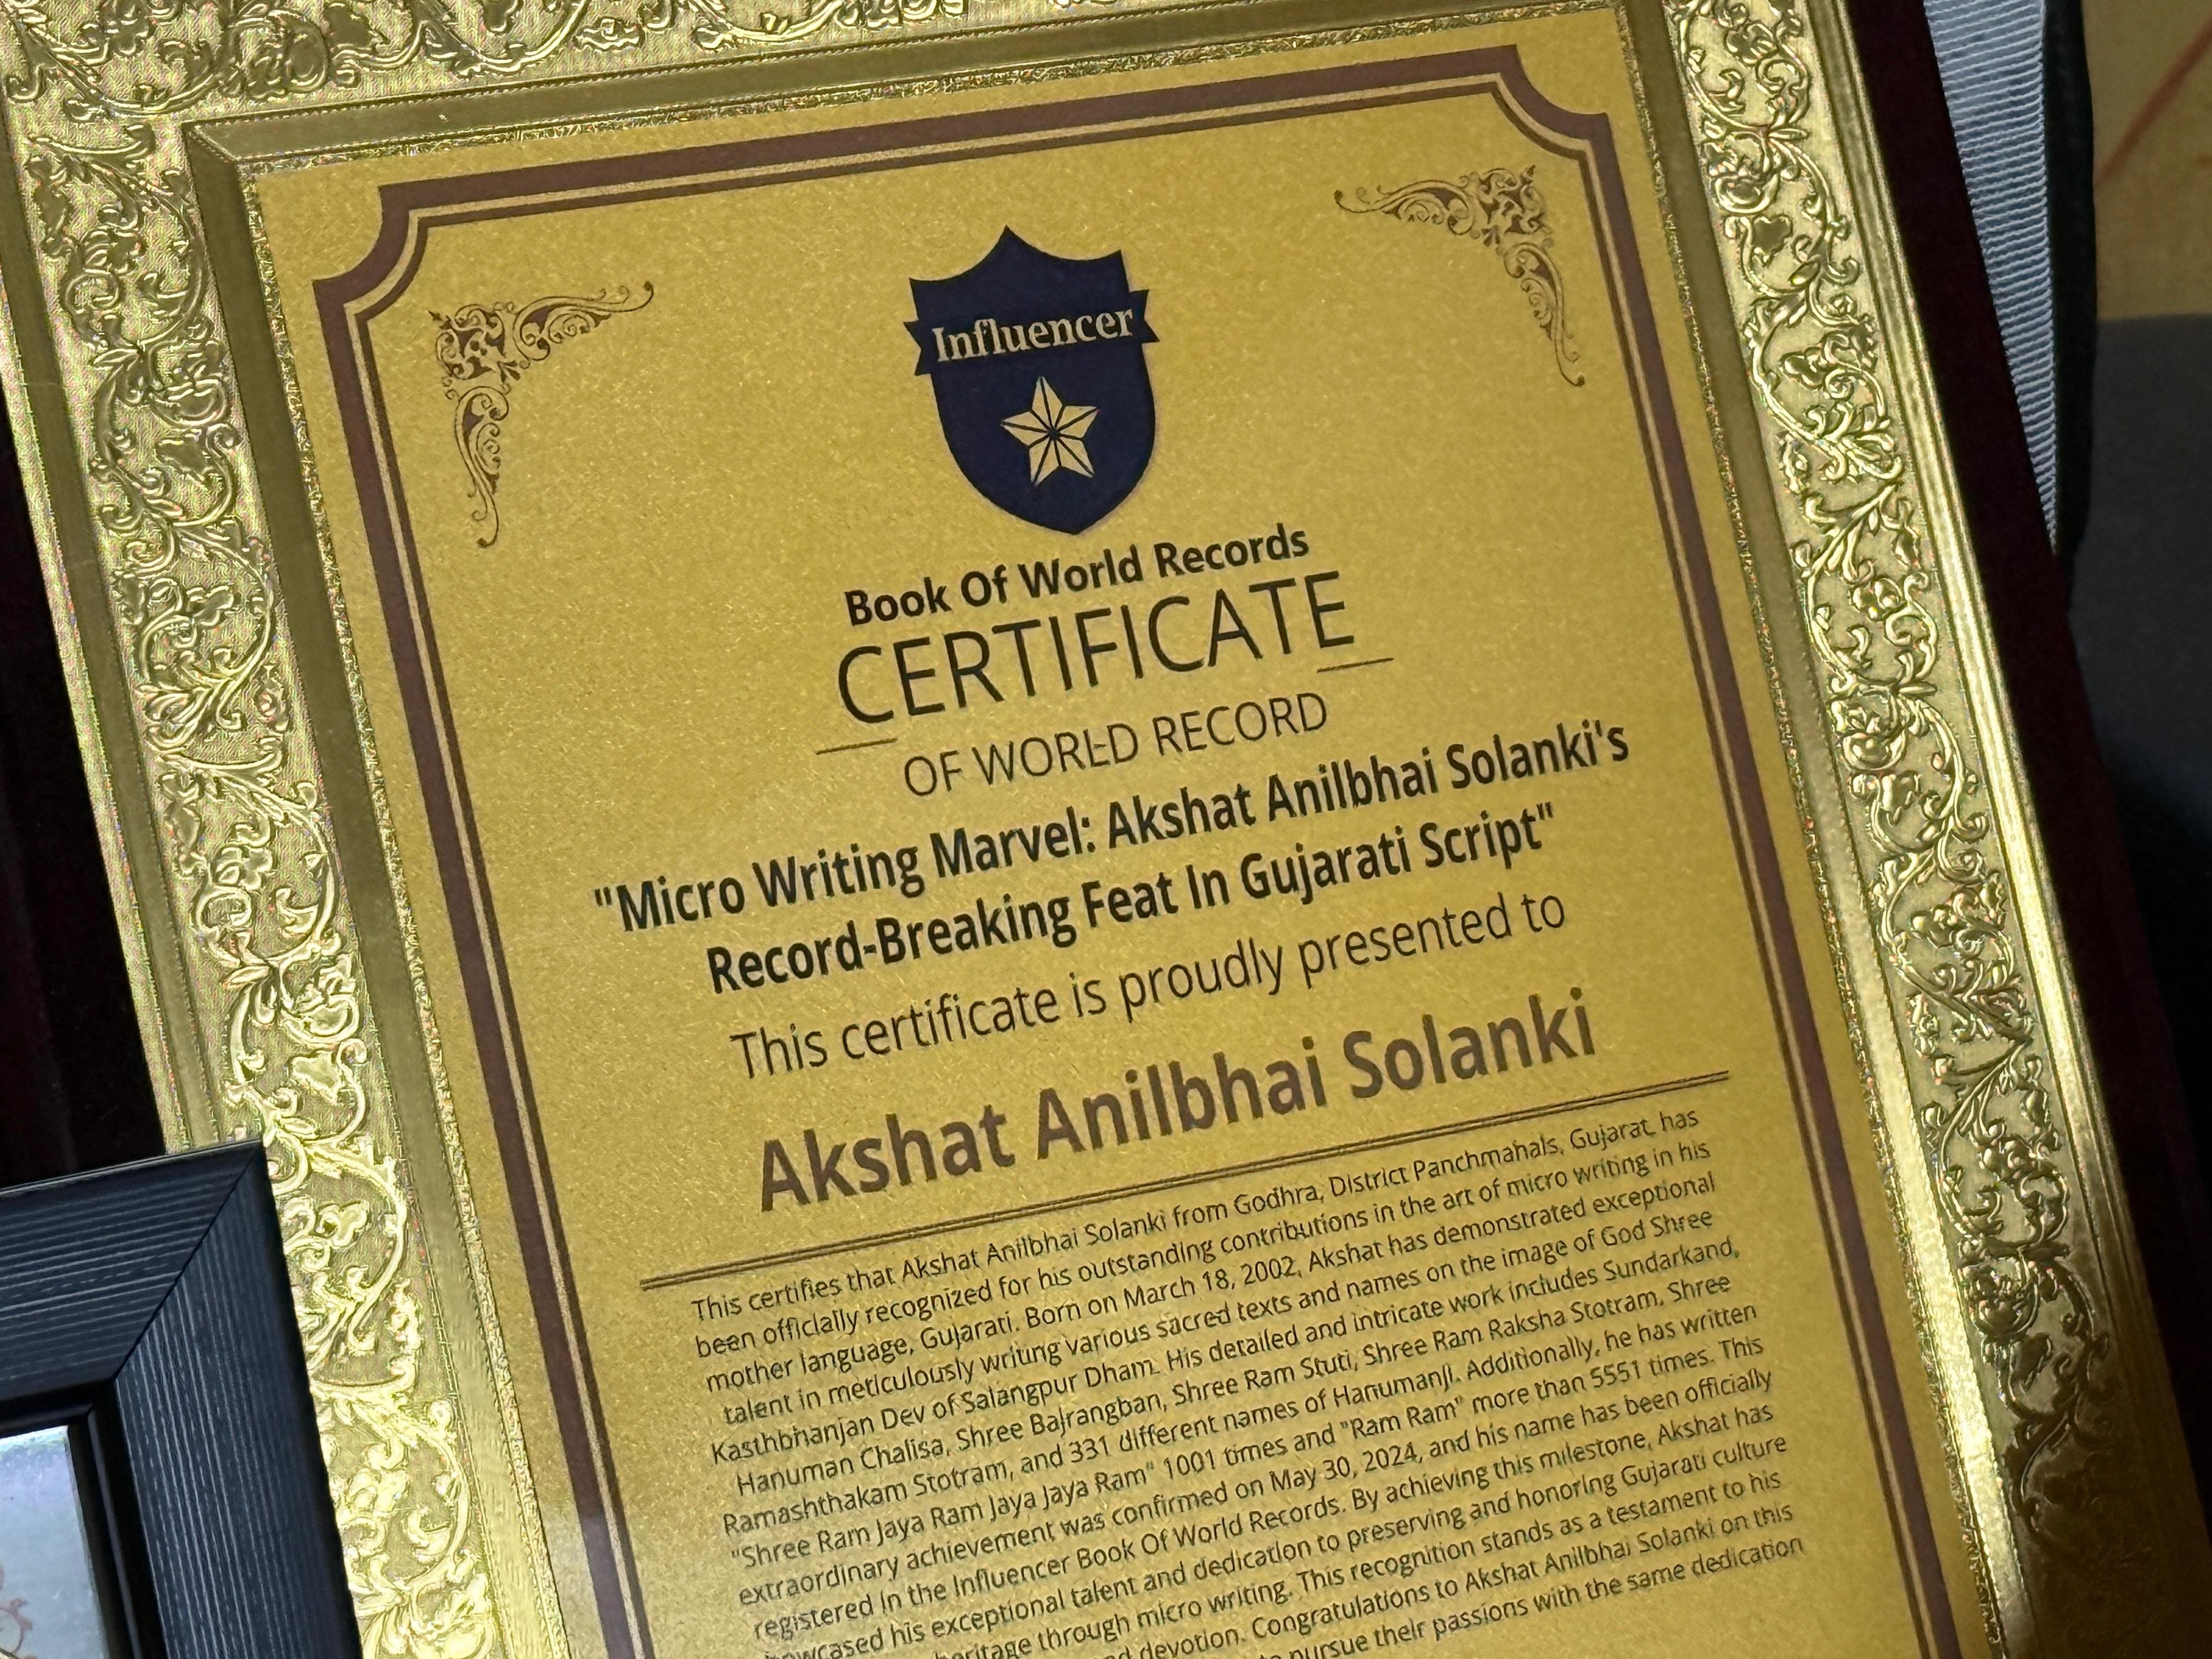 Influencer
Book Of World Records
CERTIFICATE
OF WORLD RECORD
"Micro Writing Marvel: Akshat Anilbhai Solanki's
Record-Breaking Feat In Gujarati Script"
This certificate is proudly presented to
Akshat Anilbhai Solanki
This certifies that Akshat Anilbhai Solanki from Godhra, District Panchmahals, Gujarat, has
been officially recognized for his outstanding contributions in the art of micro writing in his
mother language, Gujarati. Born on March 18, 2002, Akshat has demonstrated exceptional
talent in meticulously writing various sacred texts and names on the image of God Shree
Kasthbhanjan Dev of Salangpur Dham. His detailed and intricate work includes Sundarkand,
Hanuman Chalisa, Shree Bajrangban, Shree Ram Stuti, Shree Ram Raksha Stotram, Shree
Ramashthakam Stotram, and 331 different names of Hanumanji. Additionally, he has written
"Shree Ram Jaya Ram Jaya Jaya Ram" 1001 times and "Ram Ram" more than 5551 times. This
extraordinary achievement was confirmed on May 30, 2024, and his name has been officially
registered in the Influencer Book Of World Records. By achieving this milestone, Akshat has
howcased his exceptional talent and dedication to preserving and honoring Gujarati culture
heritage through micro writing. This recognition stands as a testament to his
devotion. Congratulations to Akshat Anilbhai Solanki on this
pursue their passions with the same dedication